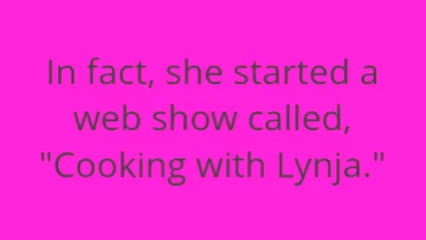 In fact, she started a
web show called,
"Cooking with Lynja."